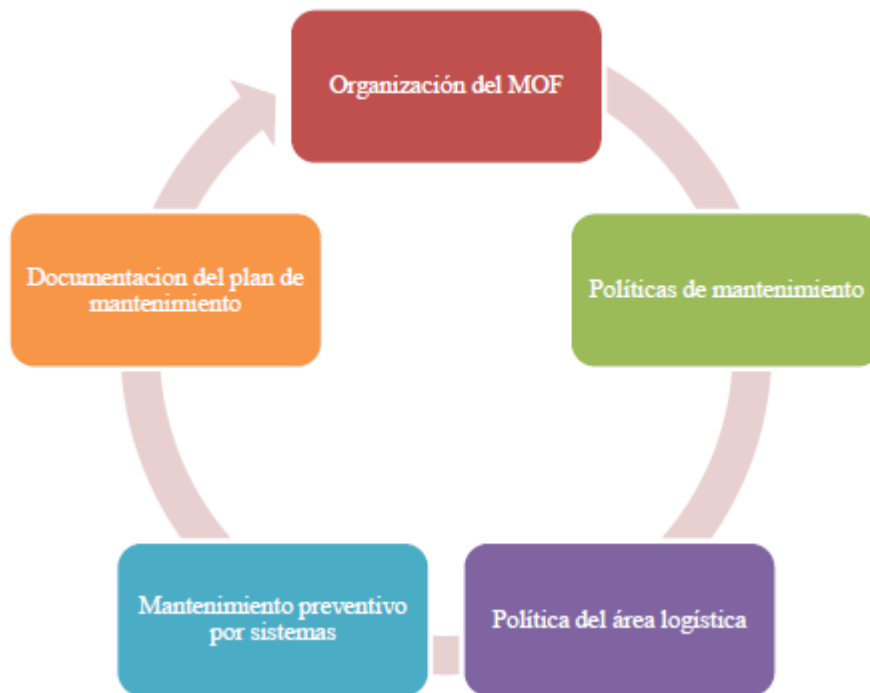 Organización del MOF
Políticas de mantenimiento
Política del área logística
Mantenimiento preventivo
por sistemas
Documentacion del plan de
mantenimiento